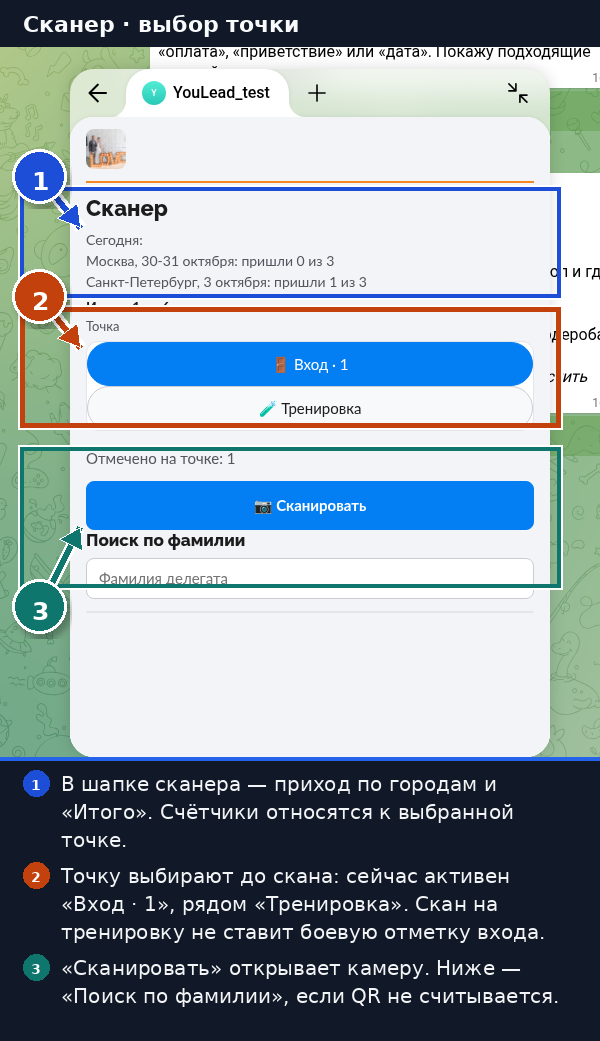 Сканер · выбор точки
«оплата», «приветствие» или «дата». Покажу подходящие
Y YouLead_test
Сканер
Сегодня:
Москва, 30-31 октября: пришли 0 из 3
Санкт-Петербург, 3 октября: пришли 1 из 3
1
2
Точка
🚪 Вход · 1
🧪 Тренировка
Отмечено на точке: 1
📷 Сканировать
Поиск по фамилии
Фамилия делегата
3
1 В шапке сканера — приход по городам и
«Итого». Счётчики относятся к выбранной
точке.
2 Точку выбирают до скана: сейчас активен
«Вход · 1», рядом «Тренировка». Скан на
тренировку не ставит боевую отметку входа.
3 «Сканировать» открывает камеру. Ниже —
«Поиск по фамилии», если QR не считывается.